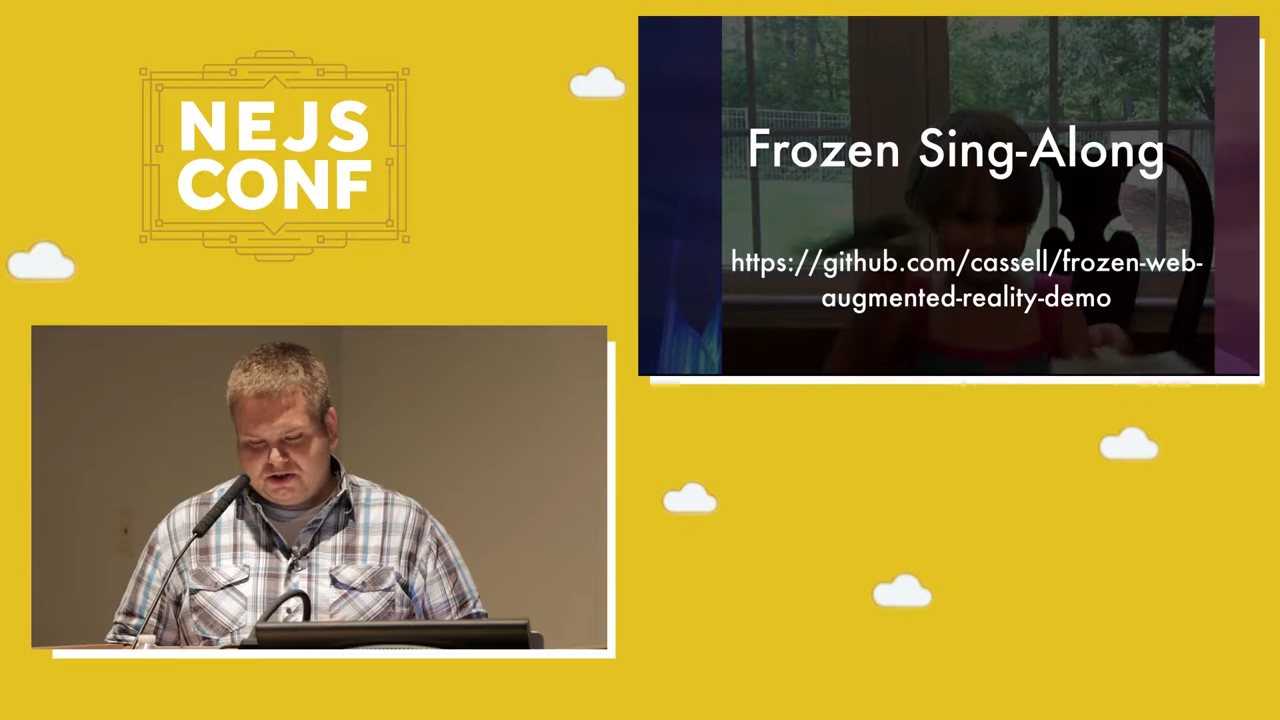 NEJS
CONF
Frozen Sing-Along
https://github.com/cassell/frozen-web-
augmented-reality-demo